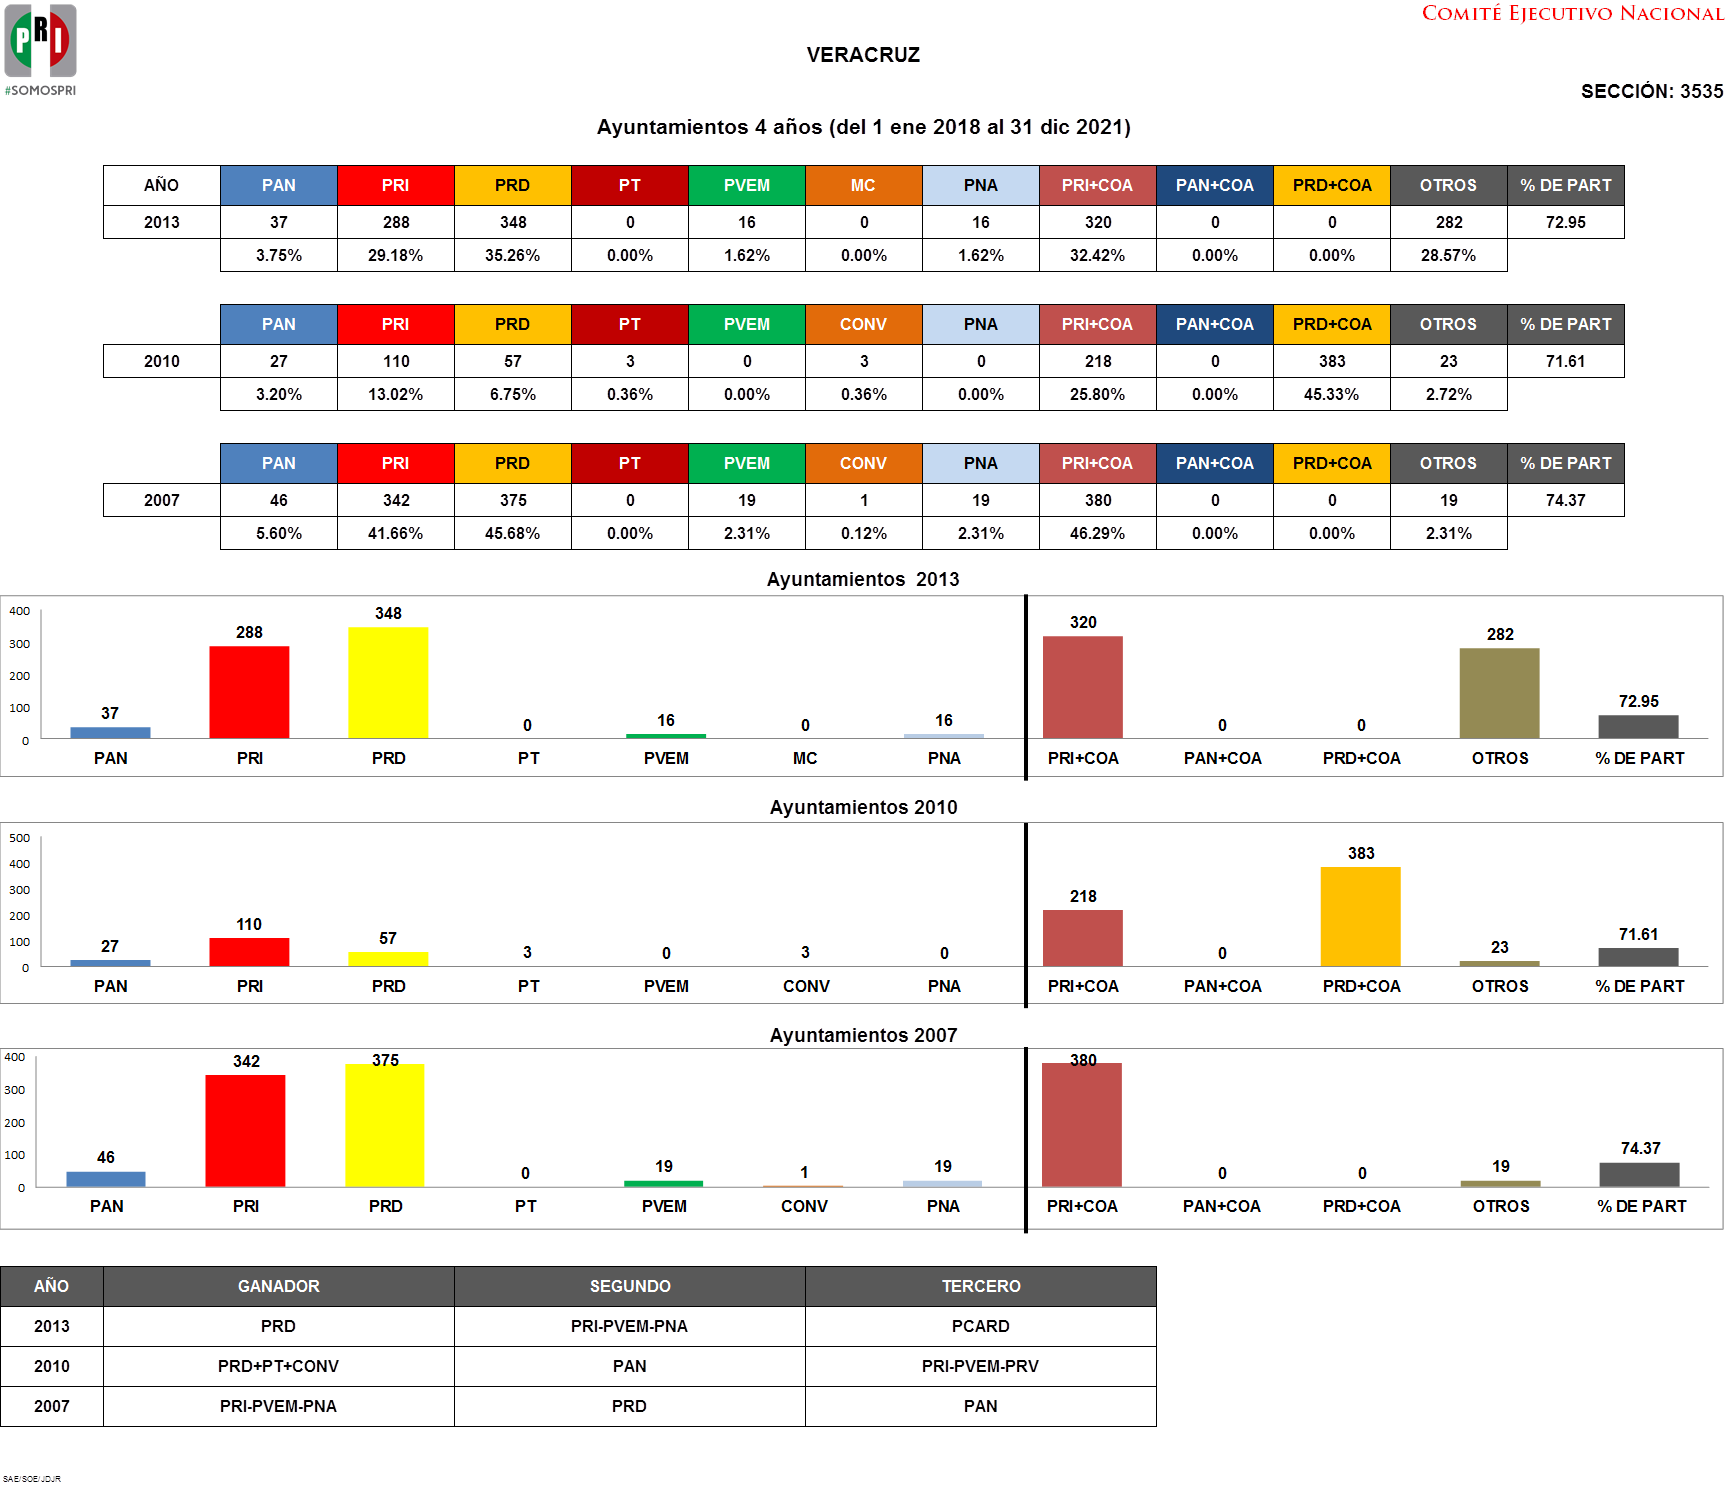 PRI
#SOMOSPRI
COMITÉ EJECUTIVO NACIONAL
VERACRUZ
SECCIÓN: 3535
Ayuntamientos 4 años (del 1 ene 2018 al 31 dic 2021)
AÑO PAN PRI PRD PT PVEM MC PNA PRI+COA PAN+COA PRD+COA OTROS % DE PART
2013 37 288 348 0 16 0 16 320 0 0 282 72.95
3.75% 29.18% 35.26% 0.00% 1.62% 0.00% 1.62% 32.42% 0.00% 0.00% 28.57%
PAN PRI PRD PT PVEM CONV PNA PRI+COA PAN+COA PRD+COA OTROS % DE PART
2010 27 110 57 3 0 3 0 218 0 383 23 71.61
3.20% 13.02% 6.75% 0.36% 0.00% 0.36% 0.00% 25.80% 0.00% 45.33% 2.72%
PAN PRI PRD PT PVEM CONV PNA PRI+COA PAN+COA PRD+COA OTROS % DE PART
2007 46 342 375 0 19 1 19 380 0 0 19 74.37
5.60% 41.66% 45.68% 0.00% 2.31% 0.12% 2.31% 46.29% 0.00% 0.00% 2.31%
Ayuntamientos 2013
400
300
200
100
0
37 288 348 0 16 0 16 320 0 0 282 72.95
PAN PRI PRD PT PVEM MC PNA PRI+COA PAN+COA PRD+COA OTROS % DE PART
Ayuntamientos 2010
500
400
300
200
100
0
27 110 57 3 0 3 0 218 0 383 23 71.61
PAN PRI PRD PT PVEM CONV PNA PRI+COA PAN+COA PRD+COA OTROS % DE PART
Ayuntamientos 2007
400
300
200
100
0
46 342 375 0 19 1 19 380 0 0 19 74.37
PAN PRI PRD PT PVEM CONV PNA PRI+COA PAN+COA PRD+COA OTROS % DE PART
AÑO GANADOR SEGUNDO TERCERO
2013 PRD PRI-PVEM-PNA PCARD
2010 PRD+PT+CONV PAN PRI-PVEM-PRV
2007 PRI-PVEM-PNA PRD PAN
SAE/SOE/JDJR